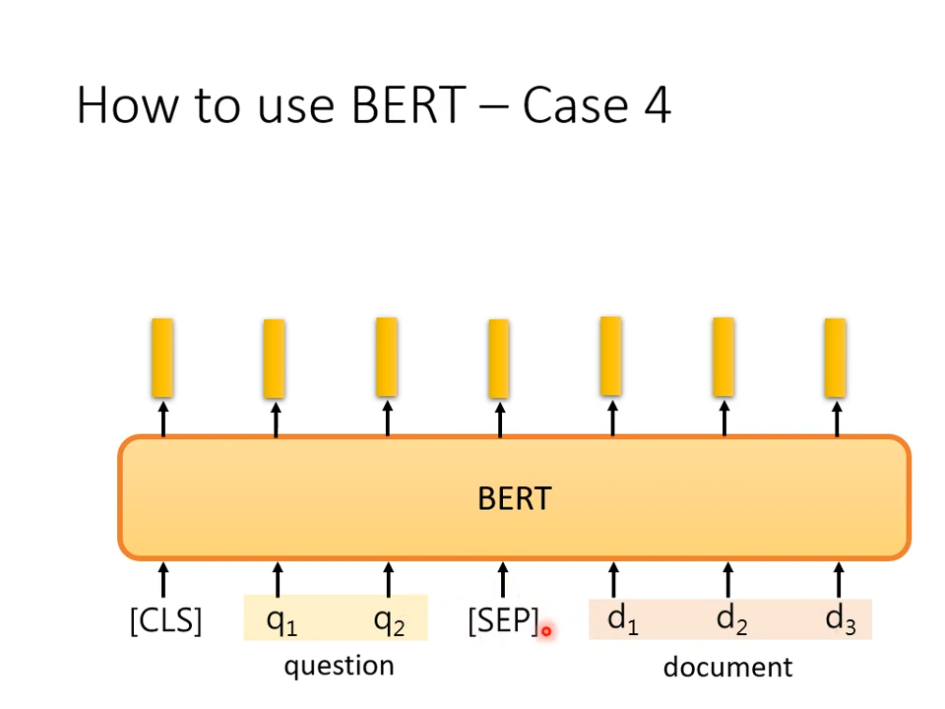 How to use BERT – Case 4
BERT
[CLS] q₁ q₂ [SEP] d₁ d₂ d₃
question document